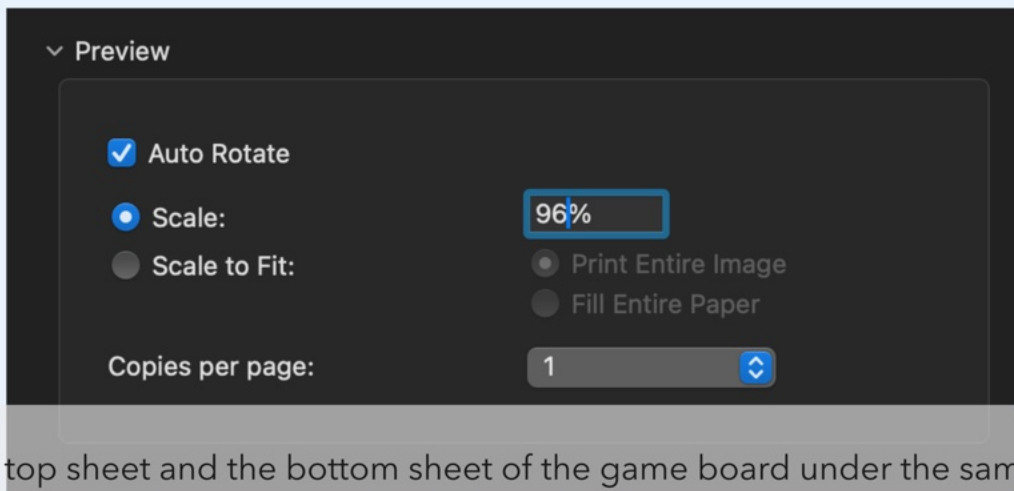 Preview
Auto Rotate
Scale: 96%
Scale to Fit: Print Entire Image
Fill Entire Paper
Copies per page: 1
top sheet and the bottom sheet of the game board under the